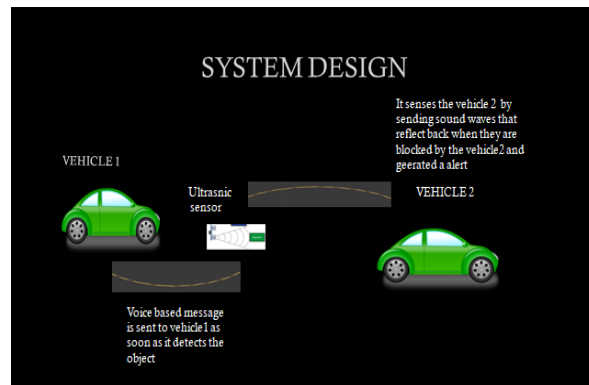 SYSTEM DESIGN
It senses the vehicle 2 by
sending sound waves that
reflect back when they are
blocked by the vehicle2 and
geerated a alert
VEHICLE 1
Ultrasnic
sensor
VEHICLE 2
Voice based message
is sent to vehicle1 as
soon as it detects the
object